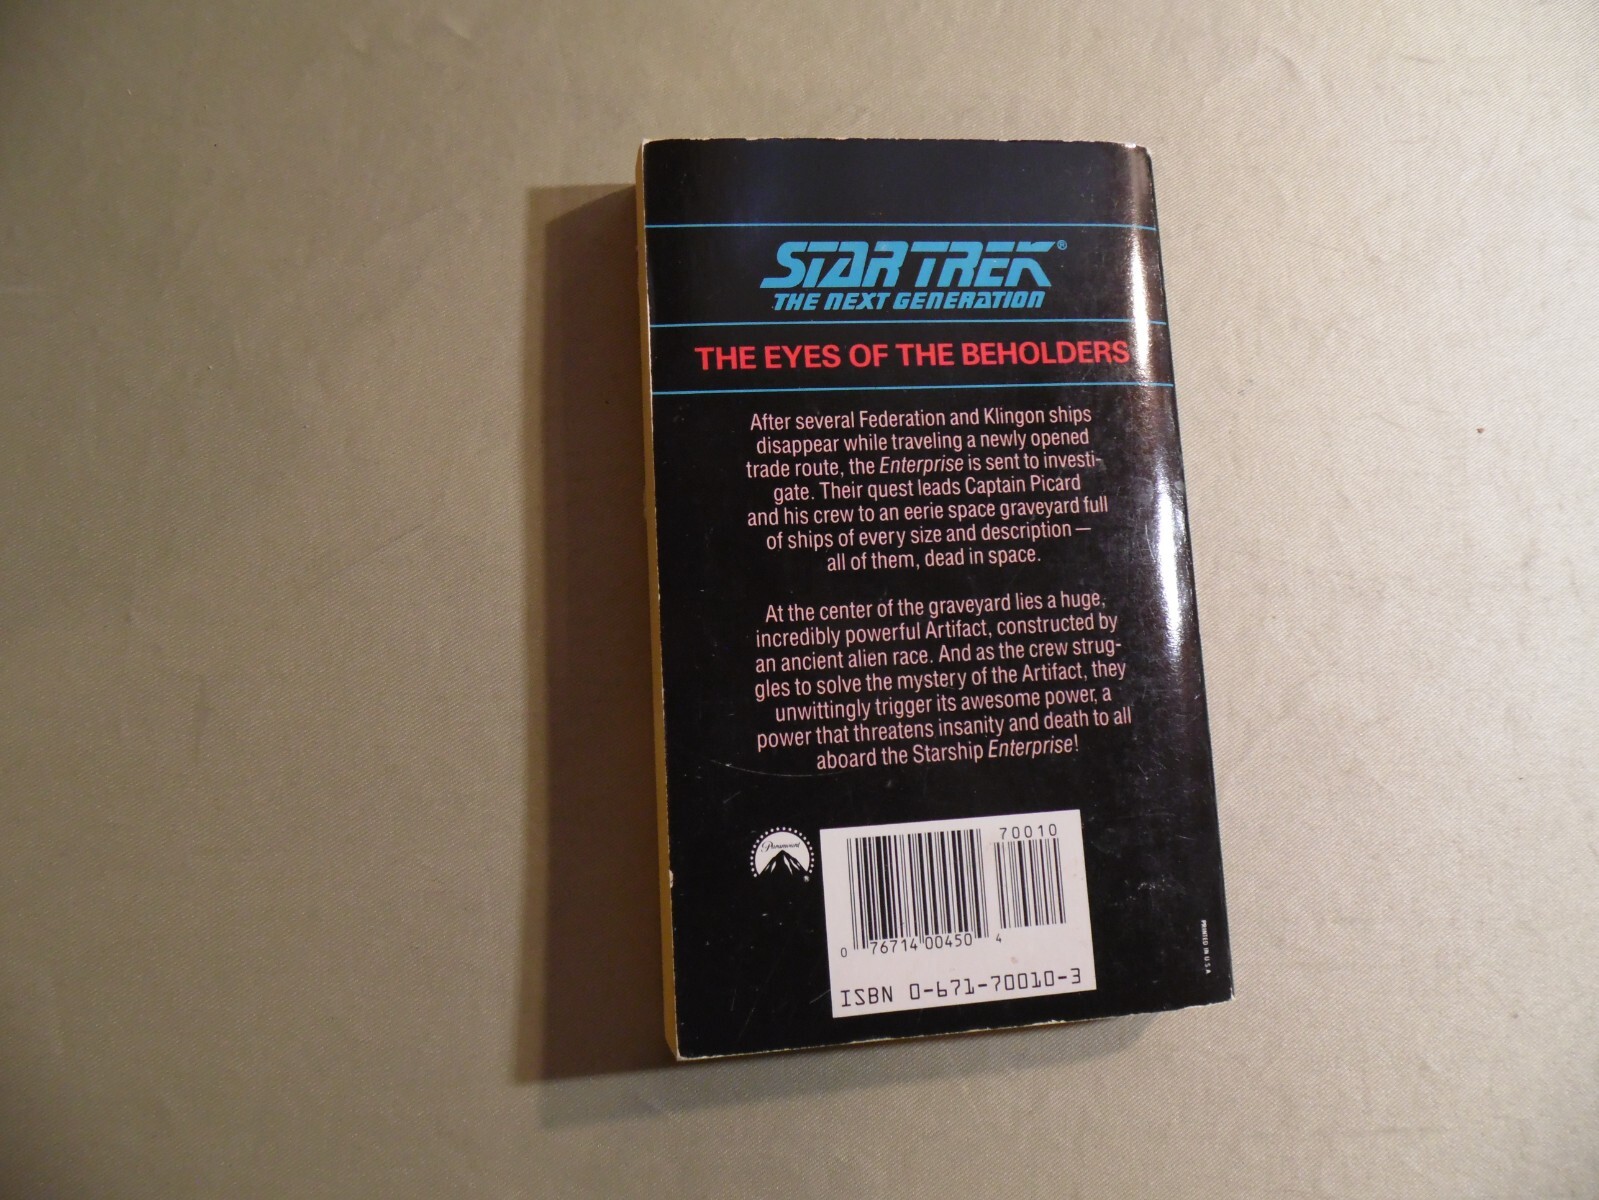 STAR TREK®
THE NEXT GENERATION
THE EYES OF THE BEHOLDERS
After several Federation and Klingon ships
disappear while traveling a newly opened
trade route, the Enterprise is sent to investi-
gate. Their quest leads Captain Picard
and his crew to an eerie space graveyard full
of ships of every size and description —
all of them, dead in space.
At the center of the graveyard lies a huge,
incredibly powerful Artifact, constructed by
an ancient alien race. And as the crew strug-
gles to solve the mystery of the Artifact, they
unwittingly trigger its awesome power, a
power that threatens insanity and death to all
aboard the Starship Enterprise!
Paramount
®
70010
0 76714 00450 4
ISBN 0-671-70010-3
PRINTED IN U.S.A